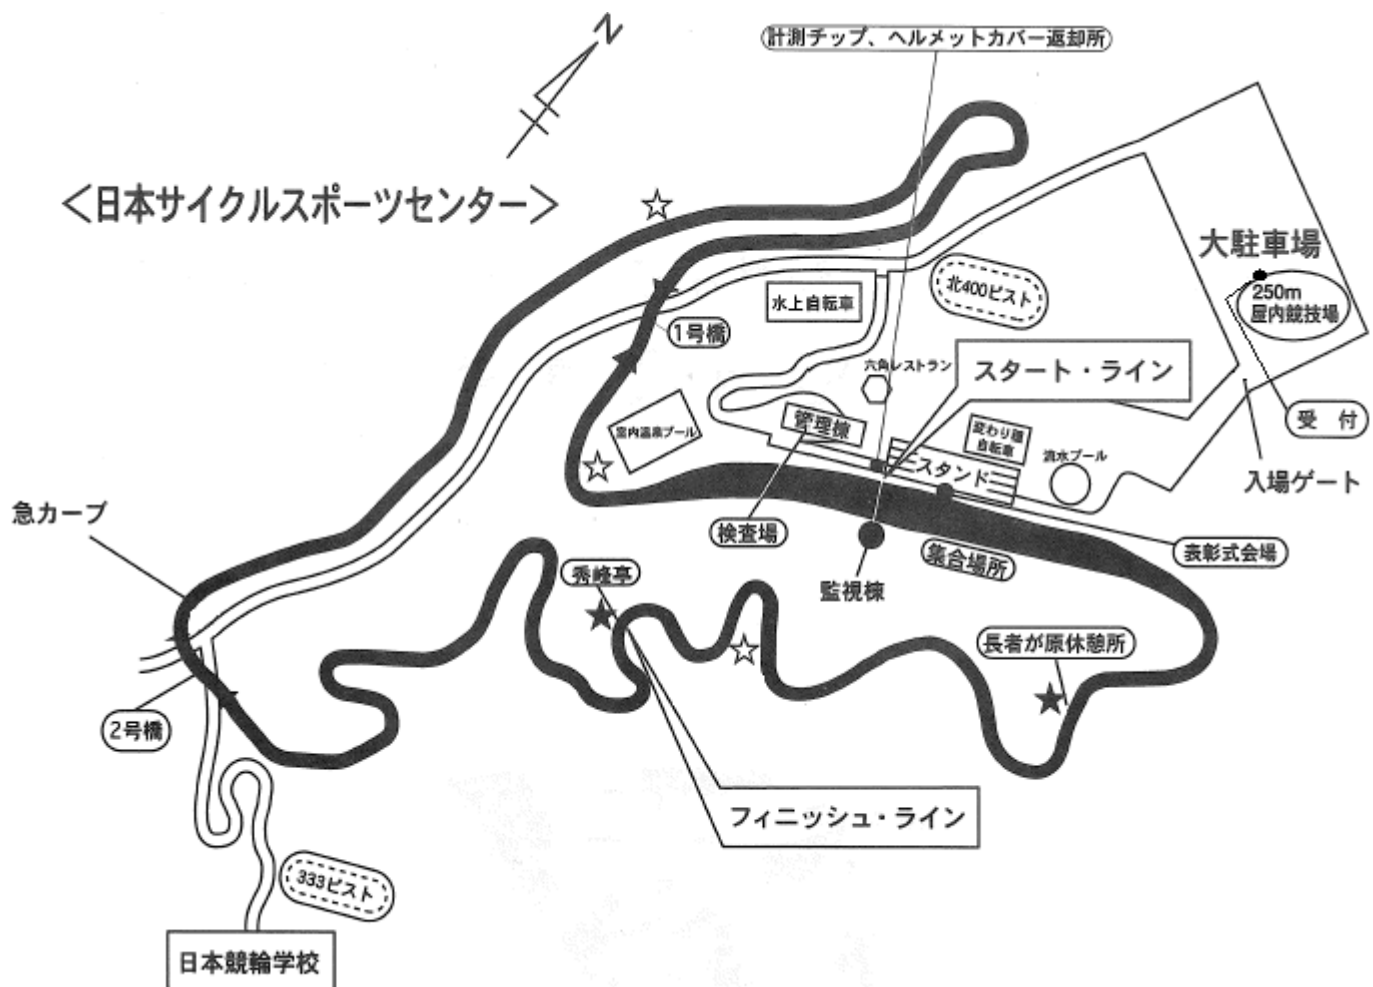 N
計測チップ、ヘルメットカバー返却所
＜日本サイクルスポーツセンター＞
大駐車場
250m
屋内競技場
北400ピスト
水上自転車
1号橋
六角レストラン
スタート・ライン
受 付
管理棟
変わり種
自転車
室内温泉プール
スタンド
流水プール
入場ゲート
急カーブ
検査場
集合場所
表彰式会場
秀峰亭
監視棟
長者が原休憩所
2号橋
フィニッシュ・ライン
333ピスト
日本競輪学校